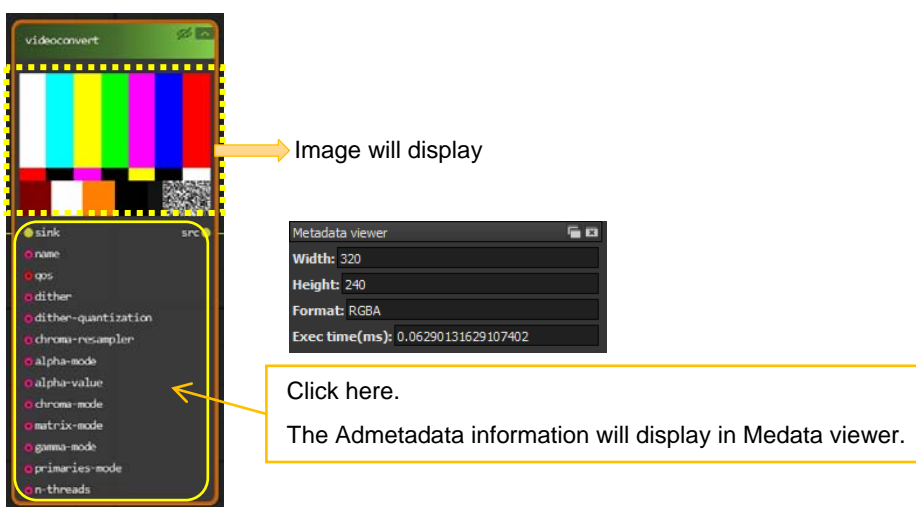 videoconvert
Image will display
sink src
name
qos
dither
dither-quantization
chroma-resampler
alpha-mode
alpha-value
chroma-mode
matrix-mode
gamma-mode
primaries-mode
n-threads
Metadata viewer
Width: 320
Height: 240
Format: RGBA
Exec time(ms): 0.06290131629107402
Click here.
The Admetadata information will display in Medata viewer.